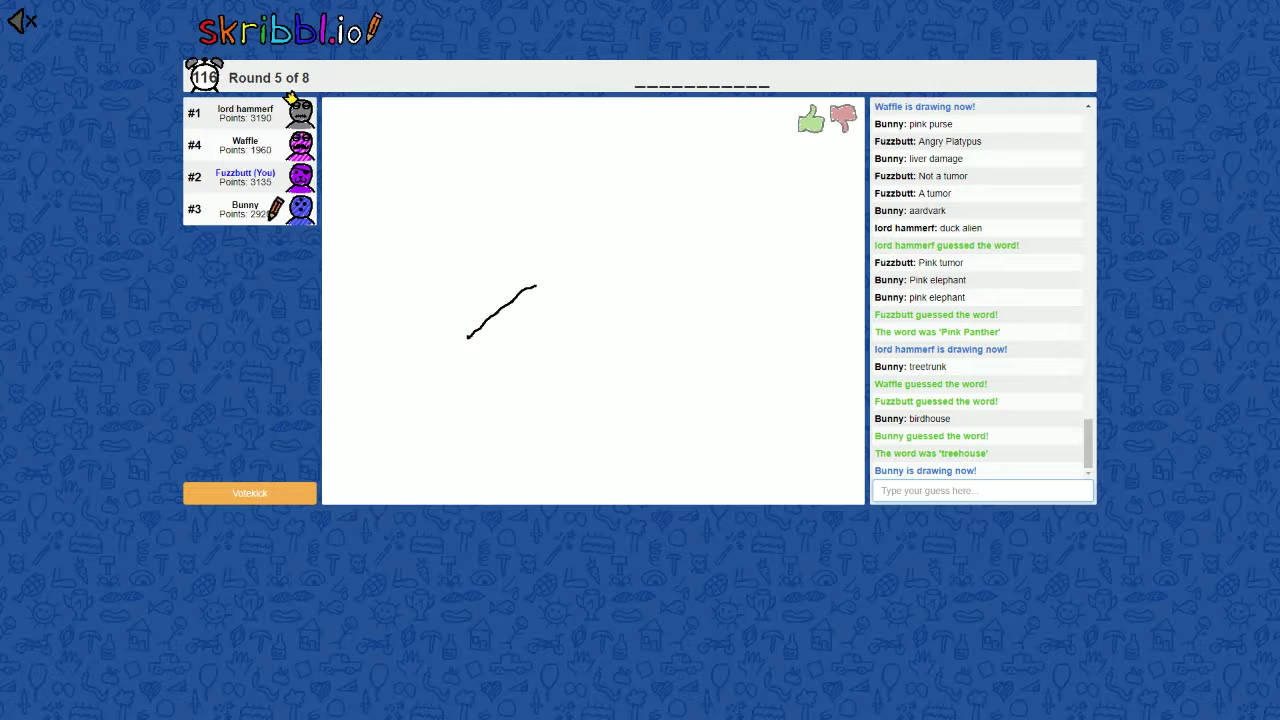 skribbl.io
116
Round 5 of 8
___________
#1
lord hammerf
Points: 3190
#4
Waffle
Points: 1960
#2
Fuzzbutt (You)
Points: 3135
#3
Bunny
Points: 292
Votekick
Waffle is drawing now!
Bunny: pink purse
Fuzzbutt: Angry Platypus
Bunny: liver damage
Fuzzbutt: Not a tumor
Fuzzbutt: A tumor
Bunny: aardvark
lord hammerf: duck alien
lord hammerf guessed the word!
Fuzzbutt: Pink tumor
Bunny: Pink elephant
Bunny: pink elephant
Fuzzbutt guessed the word!
The word was 'Pink Panther'
lord hammerf is drawing now!
Bunny: treetrunk
Waffle guessed the word!
Fuzzbutt guessed the word!
Bunny: birdhouse
Bunny guessed the word!
The word was 'treehouse'
Bunny is drawing now!
Type your guess here...